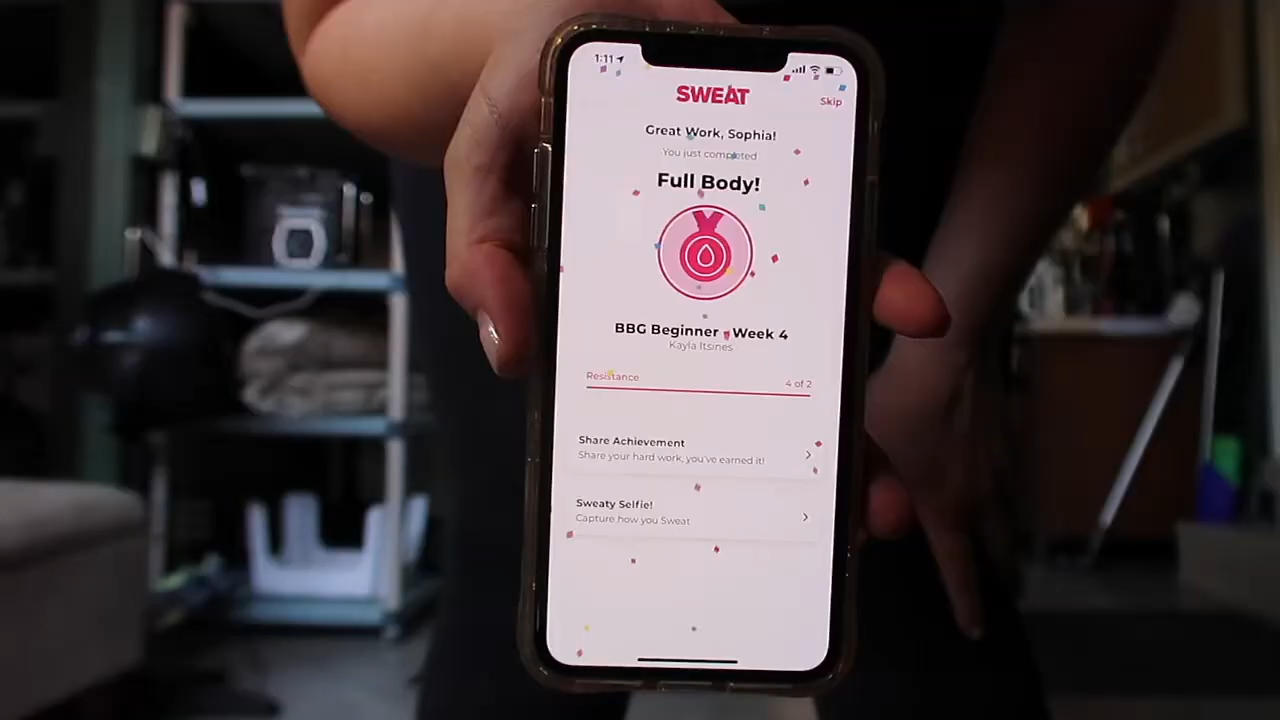 1:11
SWEAT
Skip
Great Work, Sophia!
You just completed
Full Body!
BBG Beginner - Week 4
Kayla Itsines
Resistance
4 of 2
Share Achievement
Share your hard work, you've earned it!
Sweaty Selfie!
Capture how you Sweat